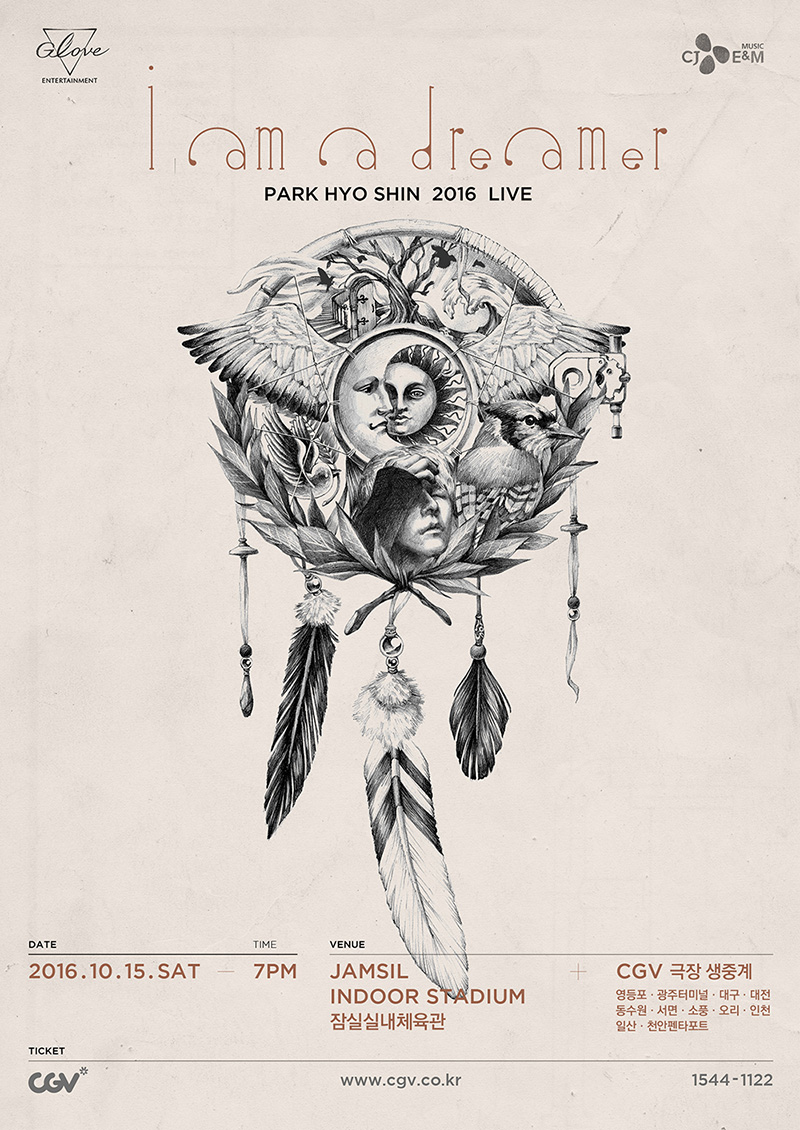 Glove
ENTERTAINMENT
CJ E&M
MUSIC
i am a dreamer
PARK HYO SHIN 2016 LIVE
DATE
2016.10.15.SAT
TIME
7PM
VENUE
JAMSIL
INDOOR STADIUM
잠실실내체육관
CGV 극장 생중계
영등포 · 광주터미널 · 대구 · 대전
동수원 · 서면 · 소풍 · 오리 · 인천
일산 · 천안펜타포트
TICKET
CGV
www.cgv.co.kr
1544-1122